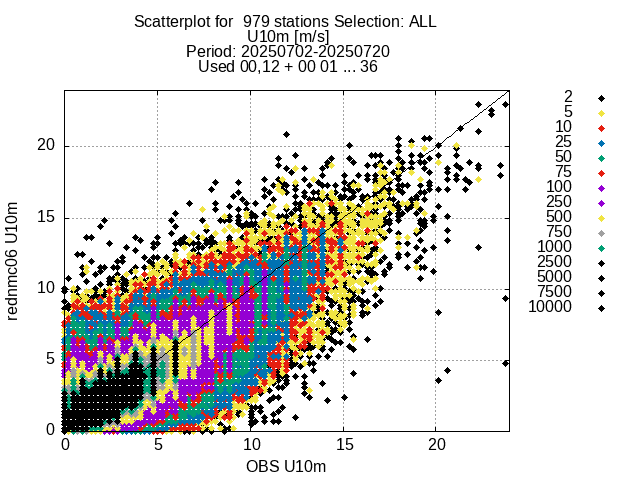 Scatterplot for  979 stations Selection: ALL
U10m [m/s]
Period: 20250702-20250720
Used 00,12 + 00 01 ... 36
2
5
10
25
50
75
100
250
500
750
1000
2500
5000
7500
10000
rednmc06 U10m
20
15
10
5
0
0 5 10 15 20
OBS U10m